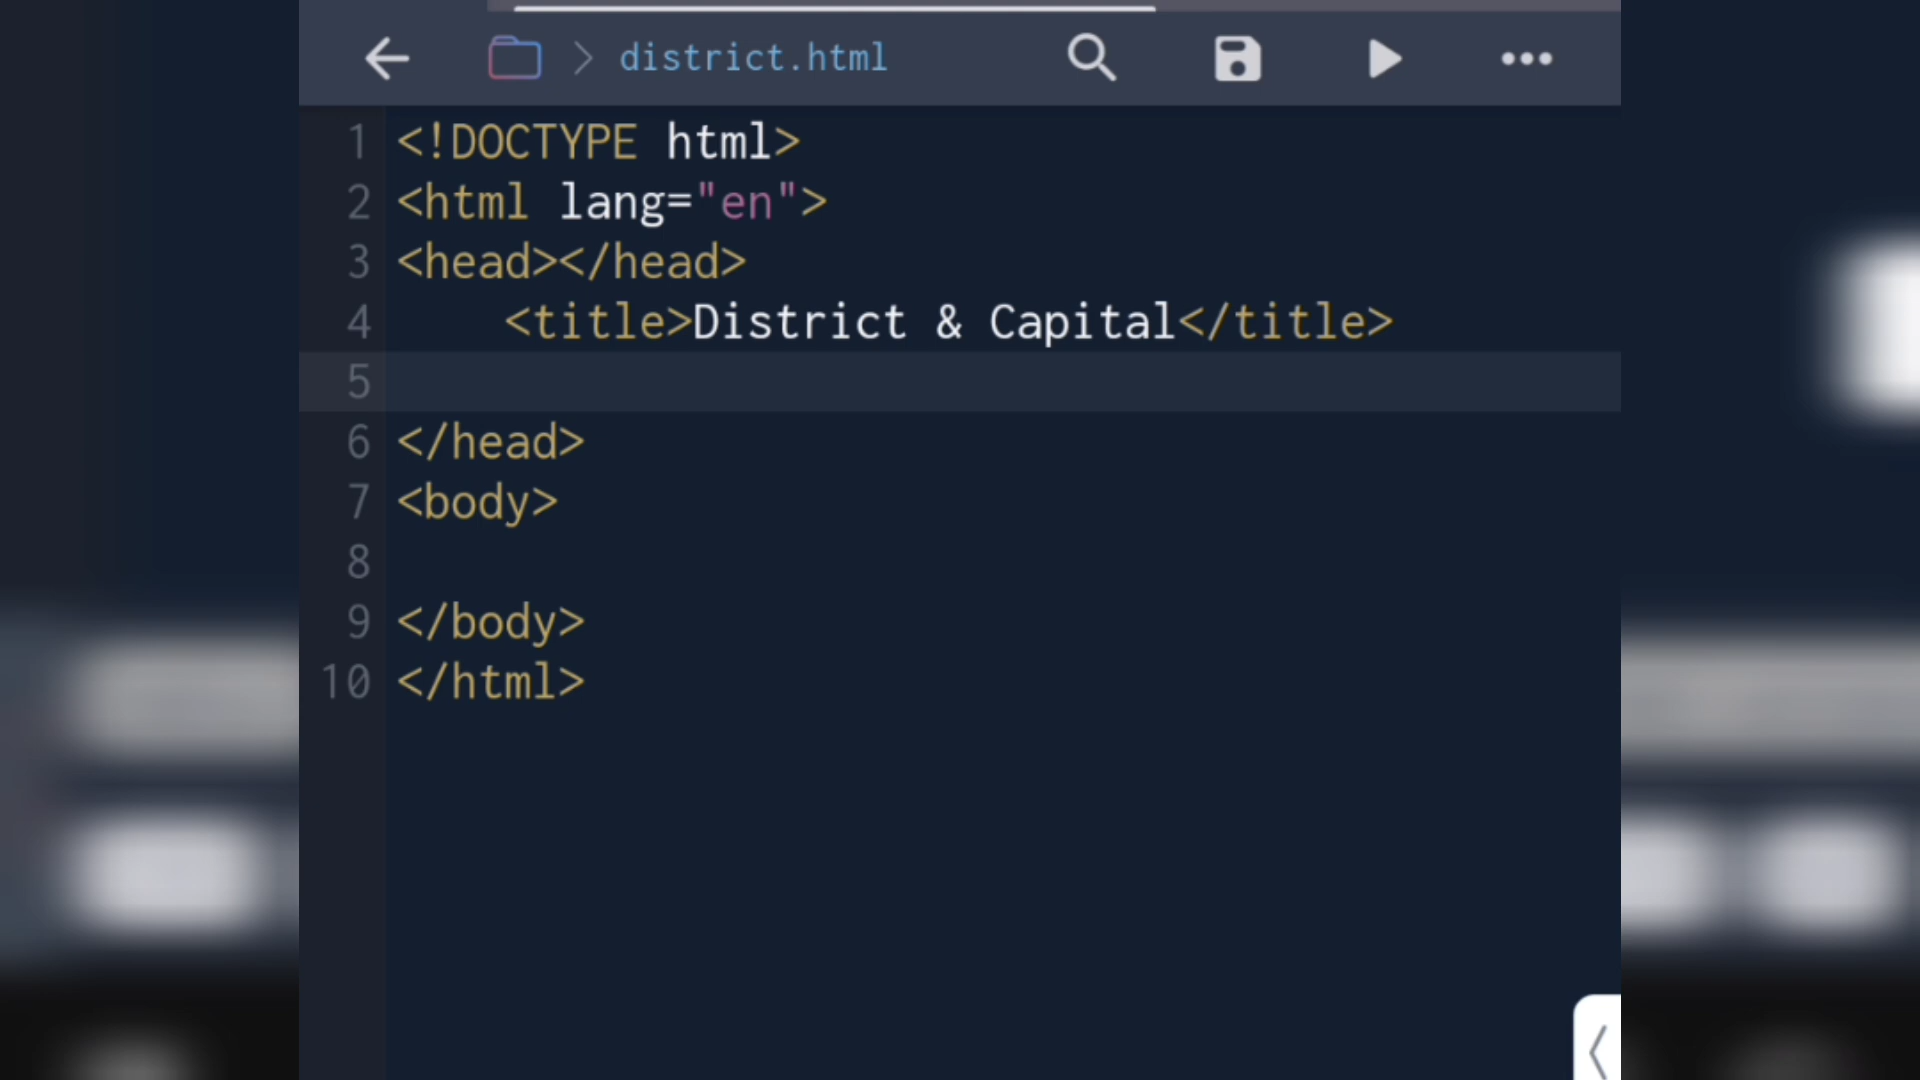 district.html
1 <!DOCTYPE html>
2 <html lang="en">
3 <head></head>
4     <title>District & Capital</title>
5
6 </head>
7 <body>
8
9 </body>
10 </html>